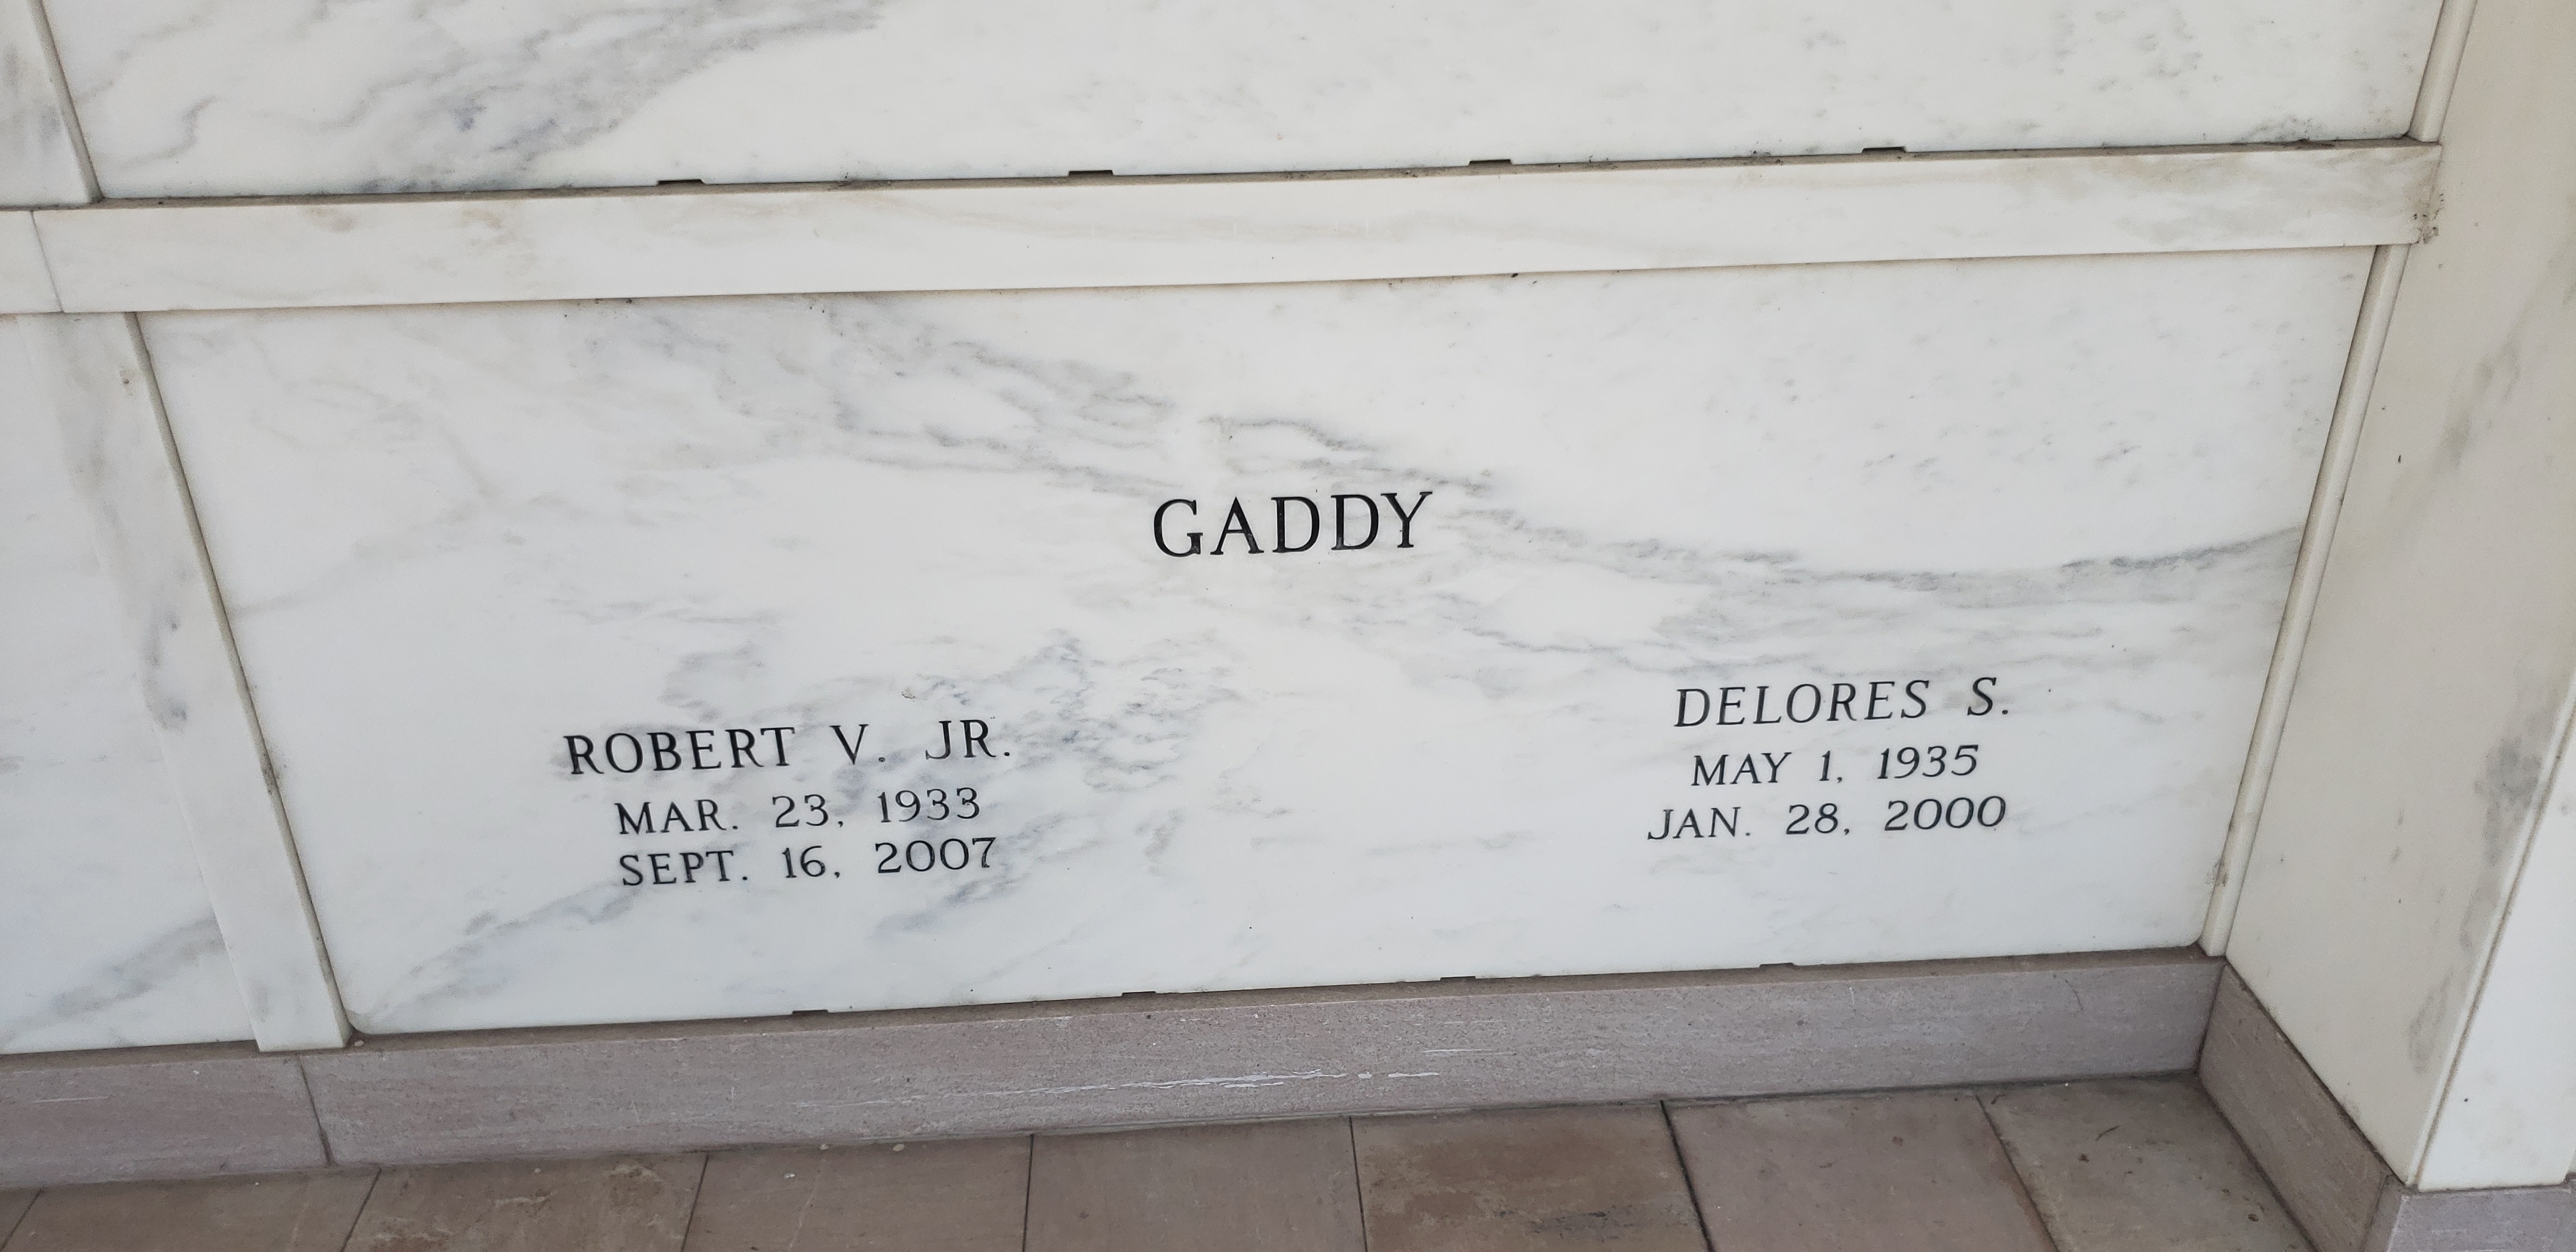 GADDY
ROBERT V. JR.
MAR. 23, 1933
SEPT. 16, 2007
DELORES S.
MAY 1, 1935
JAN. 28, 2000